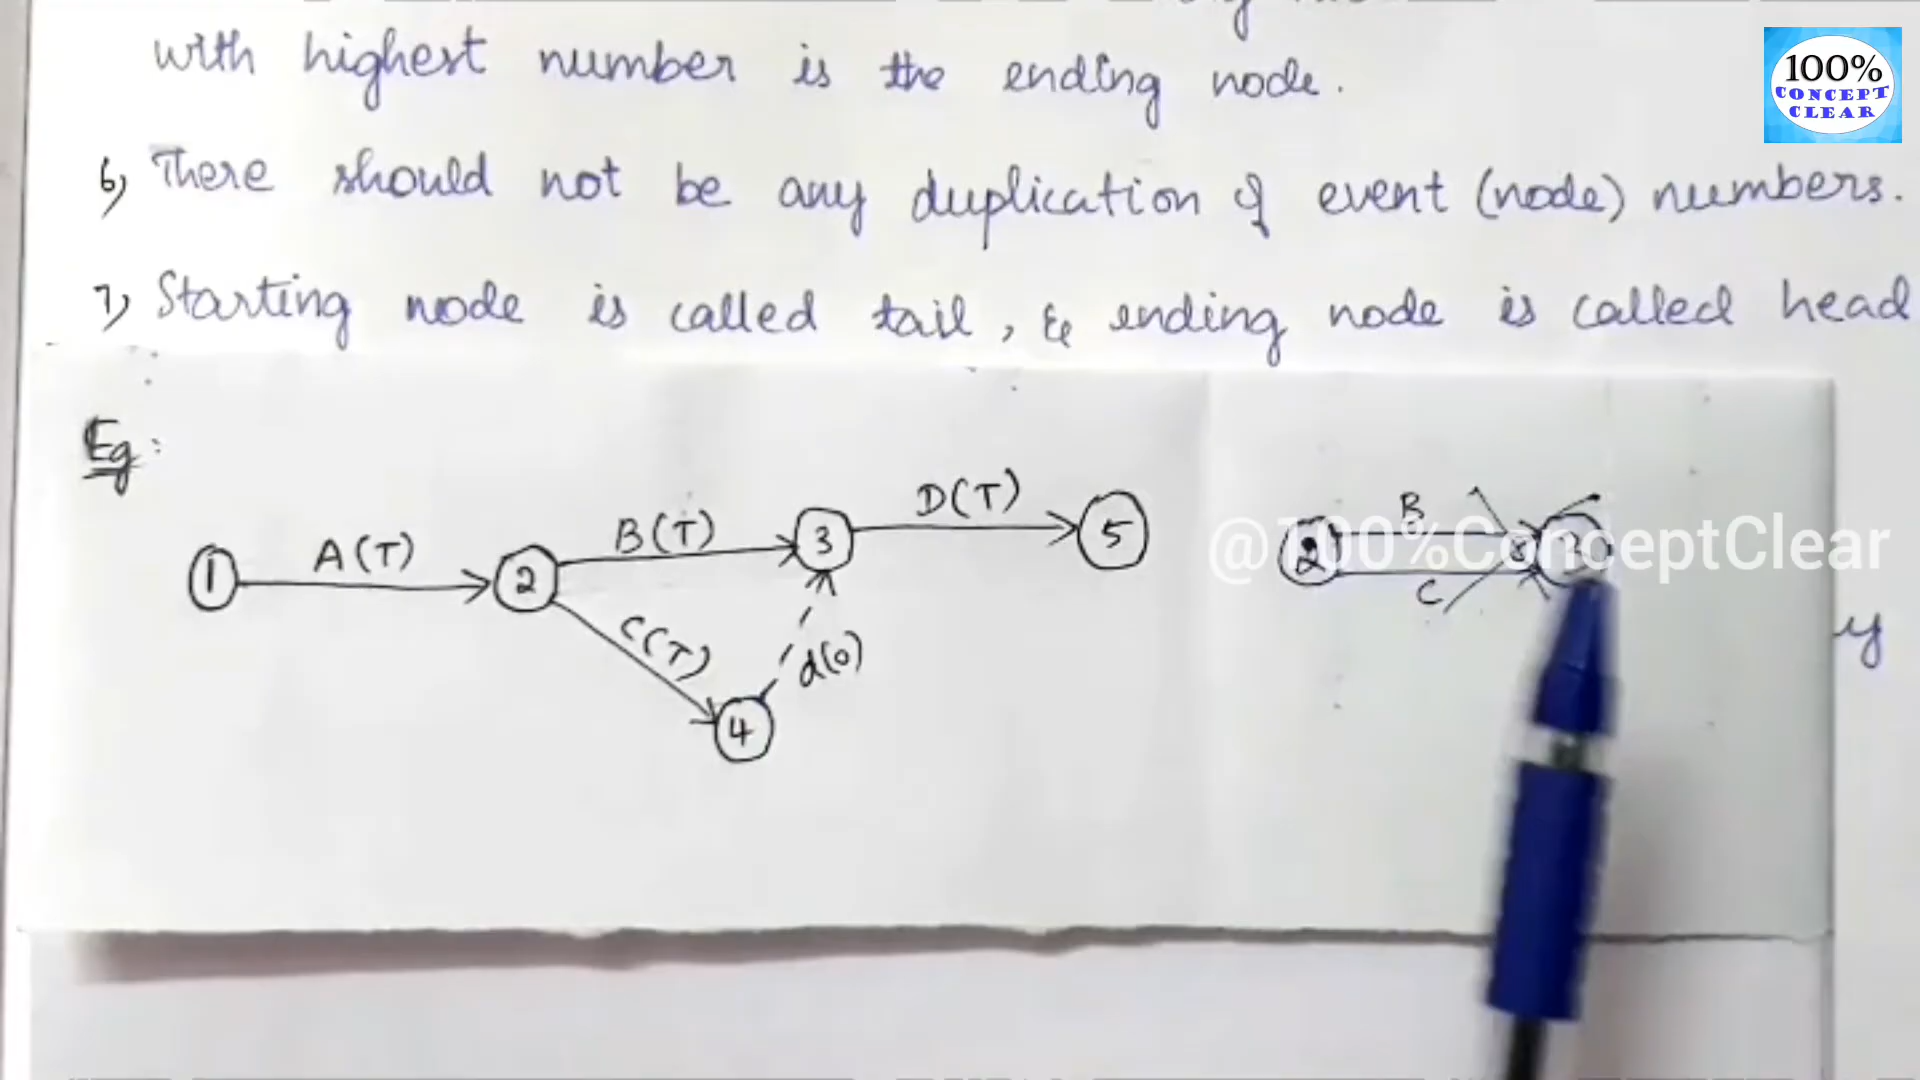 with highest number is the ending node.
100%
CONCEPT
CLEAR
6) There should not be any duplication of event (node) numbers.
7) Starting node is called tail, & ending node is called head
Eg:
1 A(T) 2 B(T) 3 D(T) 5
C(T) 4 d(0)
2 B C 3
@100%ConceptClear
y